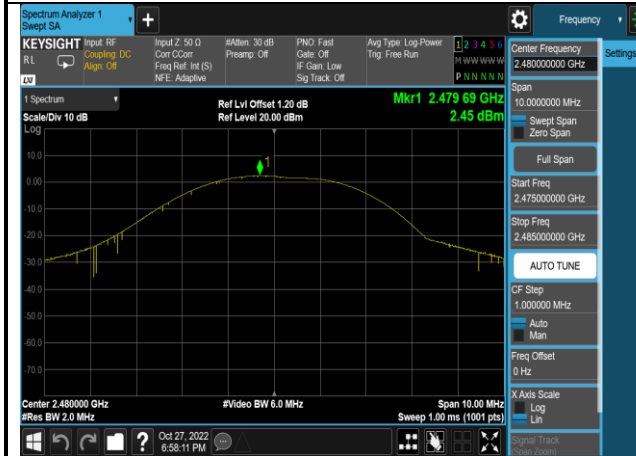 Spectrum Analyzer 1
Swept SA
Frequency
KEYSIGHT
RL
LXI
Input: RF
Coupling: DC
Align: Off
Input Z: 50 Ω
Corr CCorr
Freq Ref: Int (S)
NFE: Adaptive
#Atten: 30 dB
Preamp: Off
PNO: Fast
Gate: Off
IF Gain: Low
Sig Track: Off
Avg Type: Log-Power
Trig: Free Run
1 2 3 4 5 6
M W W W W W
P N N N N N
1 Spectrum
Scale/Div 10 dB
Log
Ref Lvl Offset 1.20 dB
Ref Level 20.00 dBm
Mkr1 2.479 69 GHz
2.45 dBm
1
10.0
0.00
-10.0
-20.0
-30.0
-40.0
-50.0
-60.0
-70.0
Center 2.480000 GHz
#Res BW 2.0 MHz
#Video BW 6.0 MHz
Span 10.00 MHz
Sweep 1.00 ms (1001 pts)
Oct 27, 2022
6:58:11 PM
Settings
Center Frequency
2.480000000 GHz
Span
10.0000000 MHz
Swept Span
Zero Span
Full Span
Start Freq
2.475000000 GHz
Stop Freq
2.485000000 GHz
AUTO TUNE
CF Step
1.000000 MHz
Auto
Man
Freq Offset
0 Hz
X Axis Scale
Log
Lin
Signal Track
(Span Zoom)